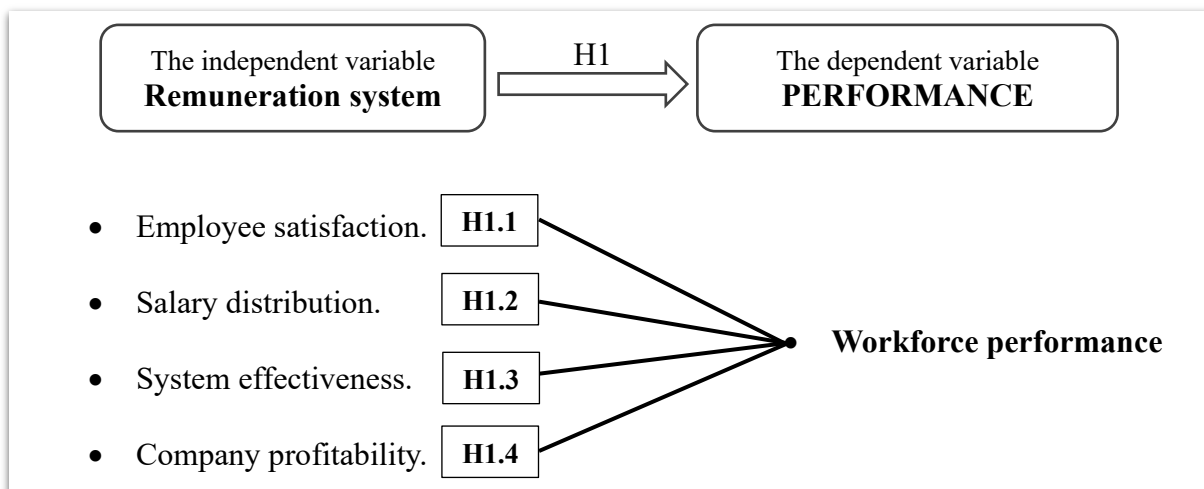 The independent variable
Remuneration system
H1
The dependent variable
PERFORMANCE
• Employee satisfaction. H1.1
• Salary distribution. H1.2
• System effectiveness. H1.3
• Company profitability. H1.4
• Workforce performance